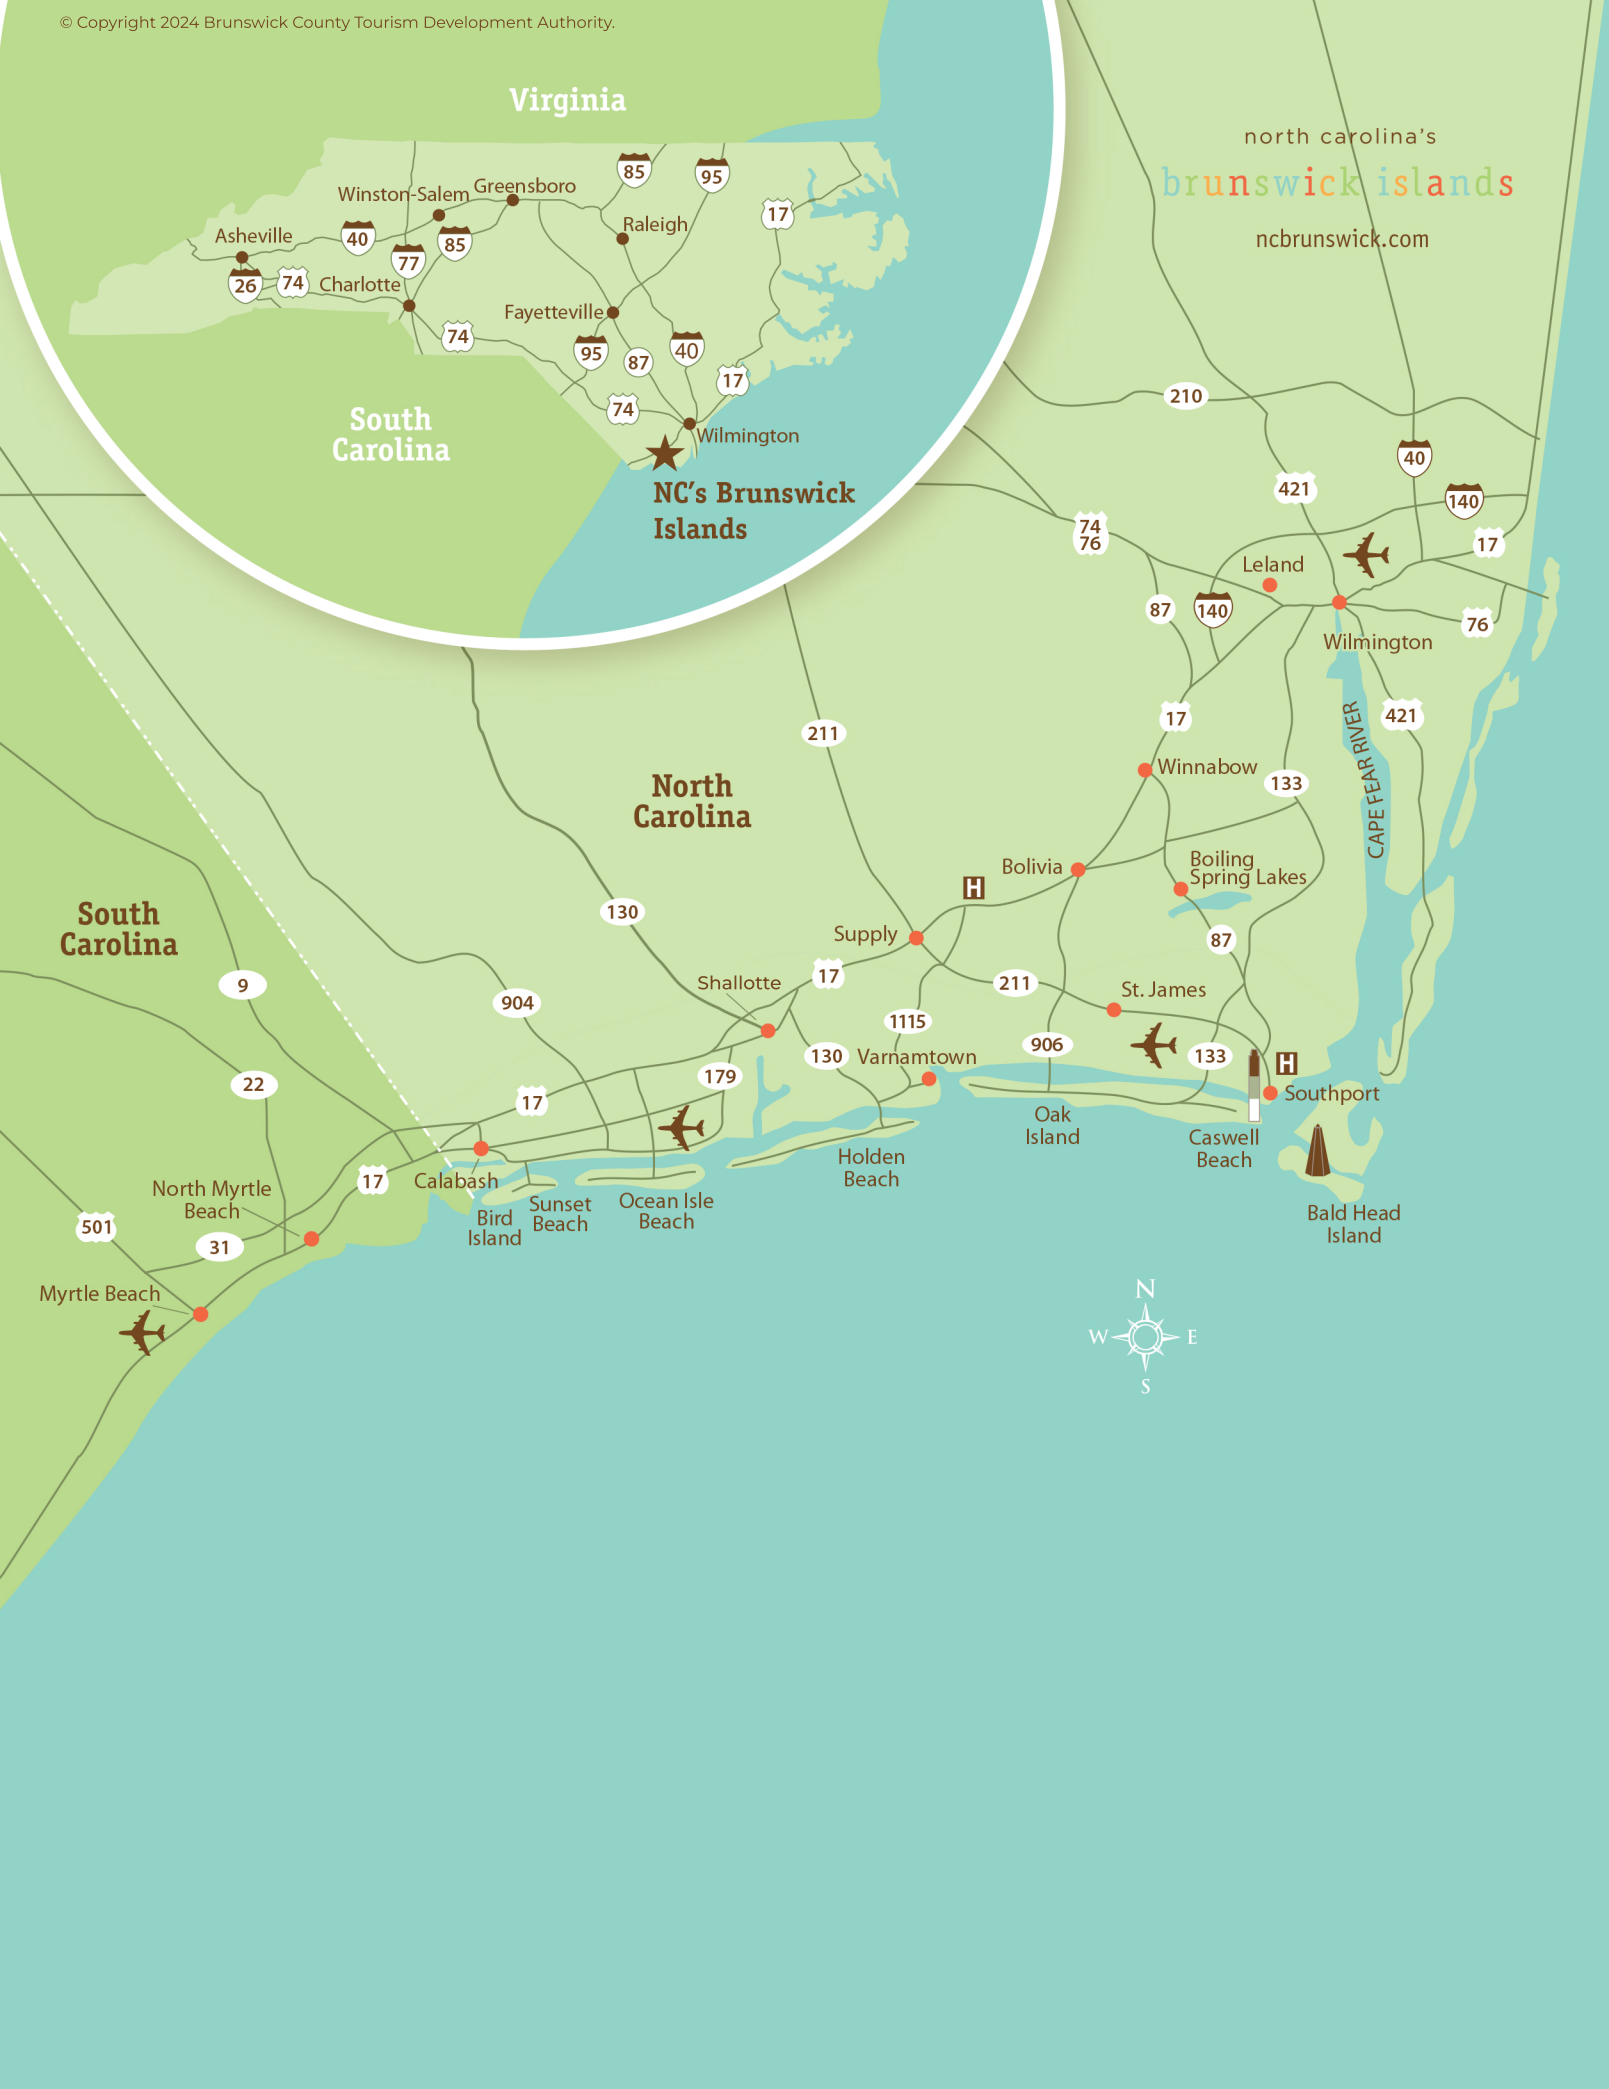 © Copyright 2024 Brunswick County Tourism Development Authority.
Virginia
north carolina's
brunswick islands
ncbrunswick.com
85
95
17
Winston-Salem
Greensboro
Raleigh
Asheville
40
85
77
26
74
Charlotte
Fayetteville
74
95
87
40
17
74
Wilmington
South
Carolina
NC's Brunswick
Islands
210
40
421
140
74
76
17
Leland
87
140
76
Wilmington
17
421
CAPE FEAR RIVER
211
Winnabow
133
North
Carolina
Bolivia
Boiling
Spring Lakes
H
130
Supply
87
South
Carolina
17
9
904
Shallotte
211
St. James
1115
906
130
Varnamtown
133
H
179
22
17
Southport
Oak
Island
Caswell
Beach
Holden
Beach
17
Calabash
North Myrtle
Beach
Sunset
Beach
Ocean Isle
Beach
Bird
Island
Bald Head
Island
501
31
Myrtle Beach
N
W
E
S